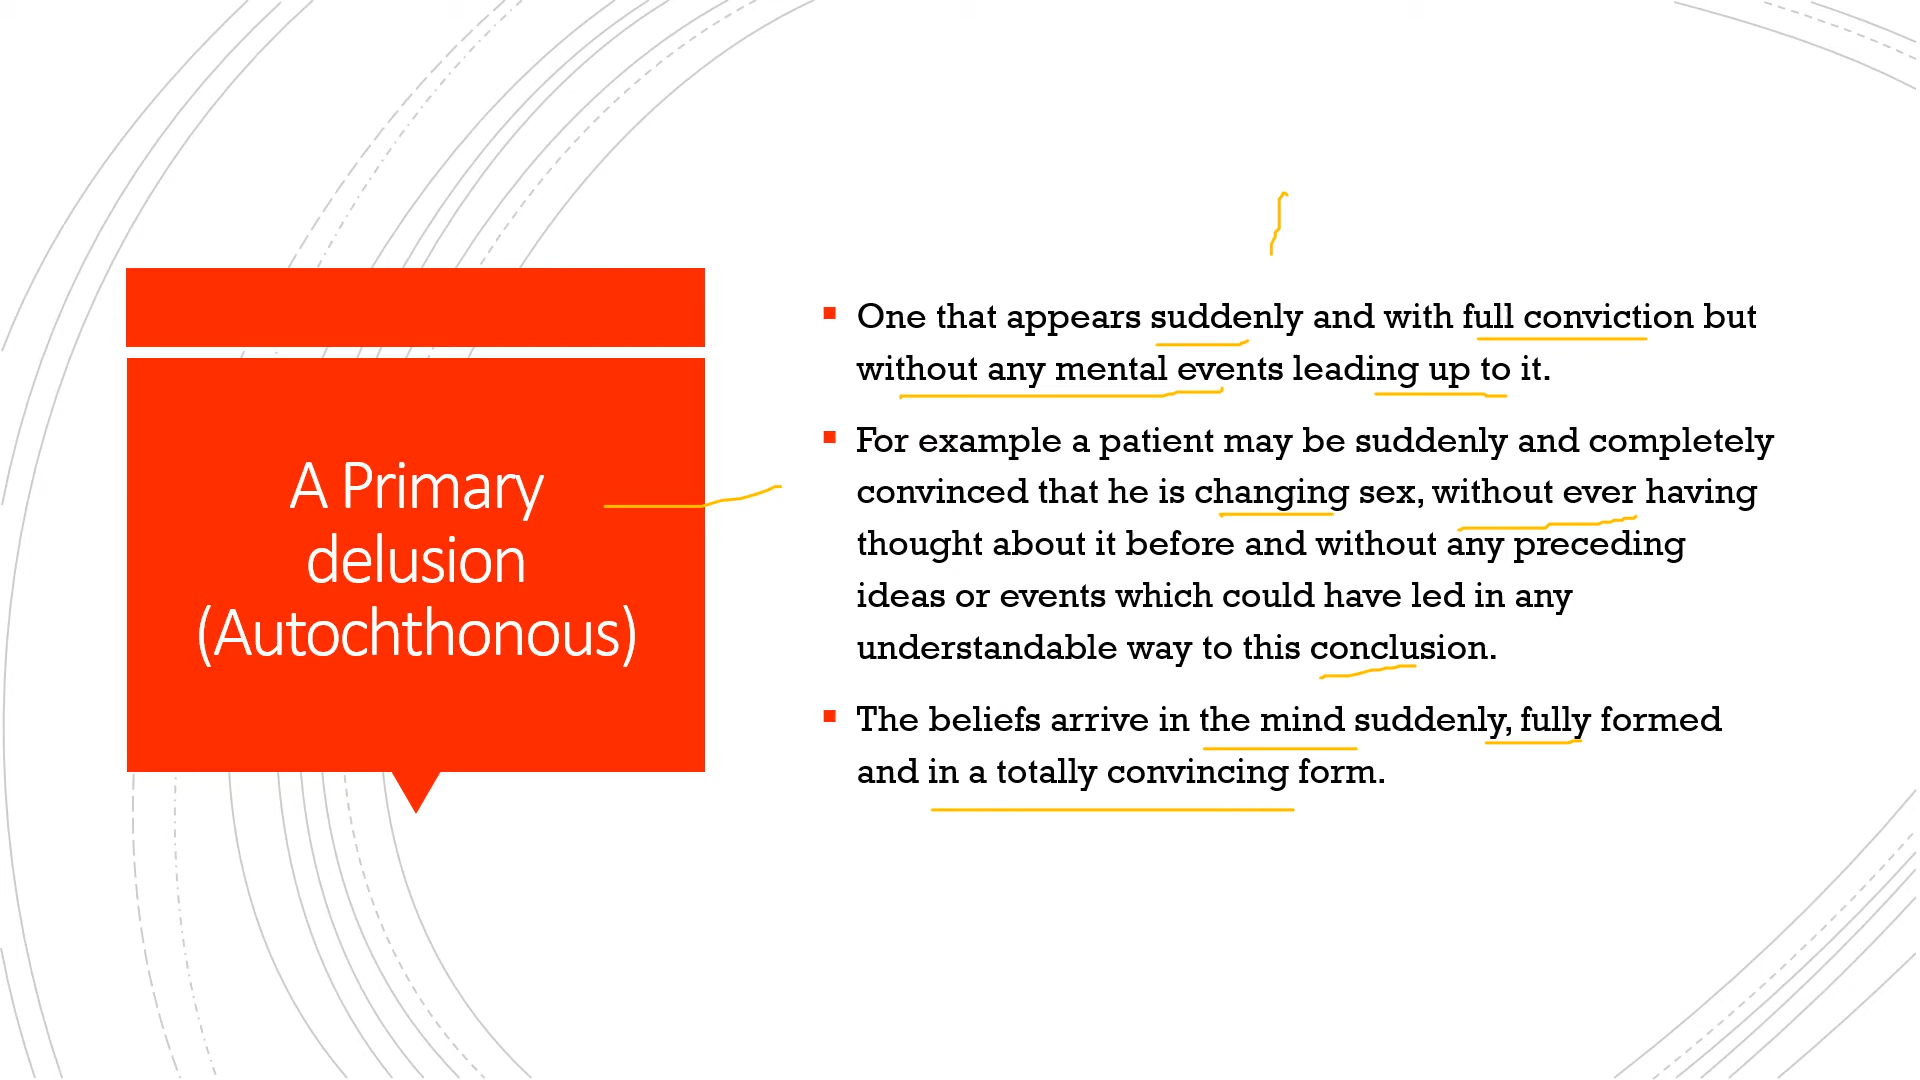 A Primary
delusion
(Autochthonous)
One that appears suddenly and with full conviction but
without any mental events leading up to it.
For example a patient may be suddenly and completely
convinced that he is changing sex, without ever having
thought about it before and without any preceding
ideas or events which could have led in any
understandable way to this conclusion.
The beliefs arrive in the mind suddenly, fully formed
and in a totally convincing form.